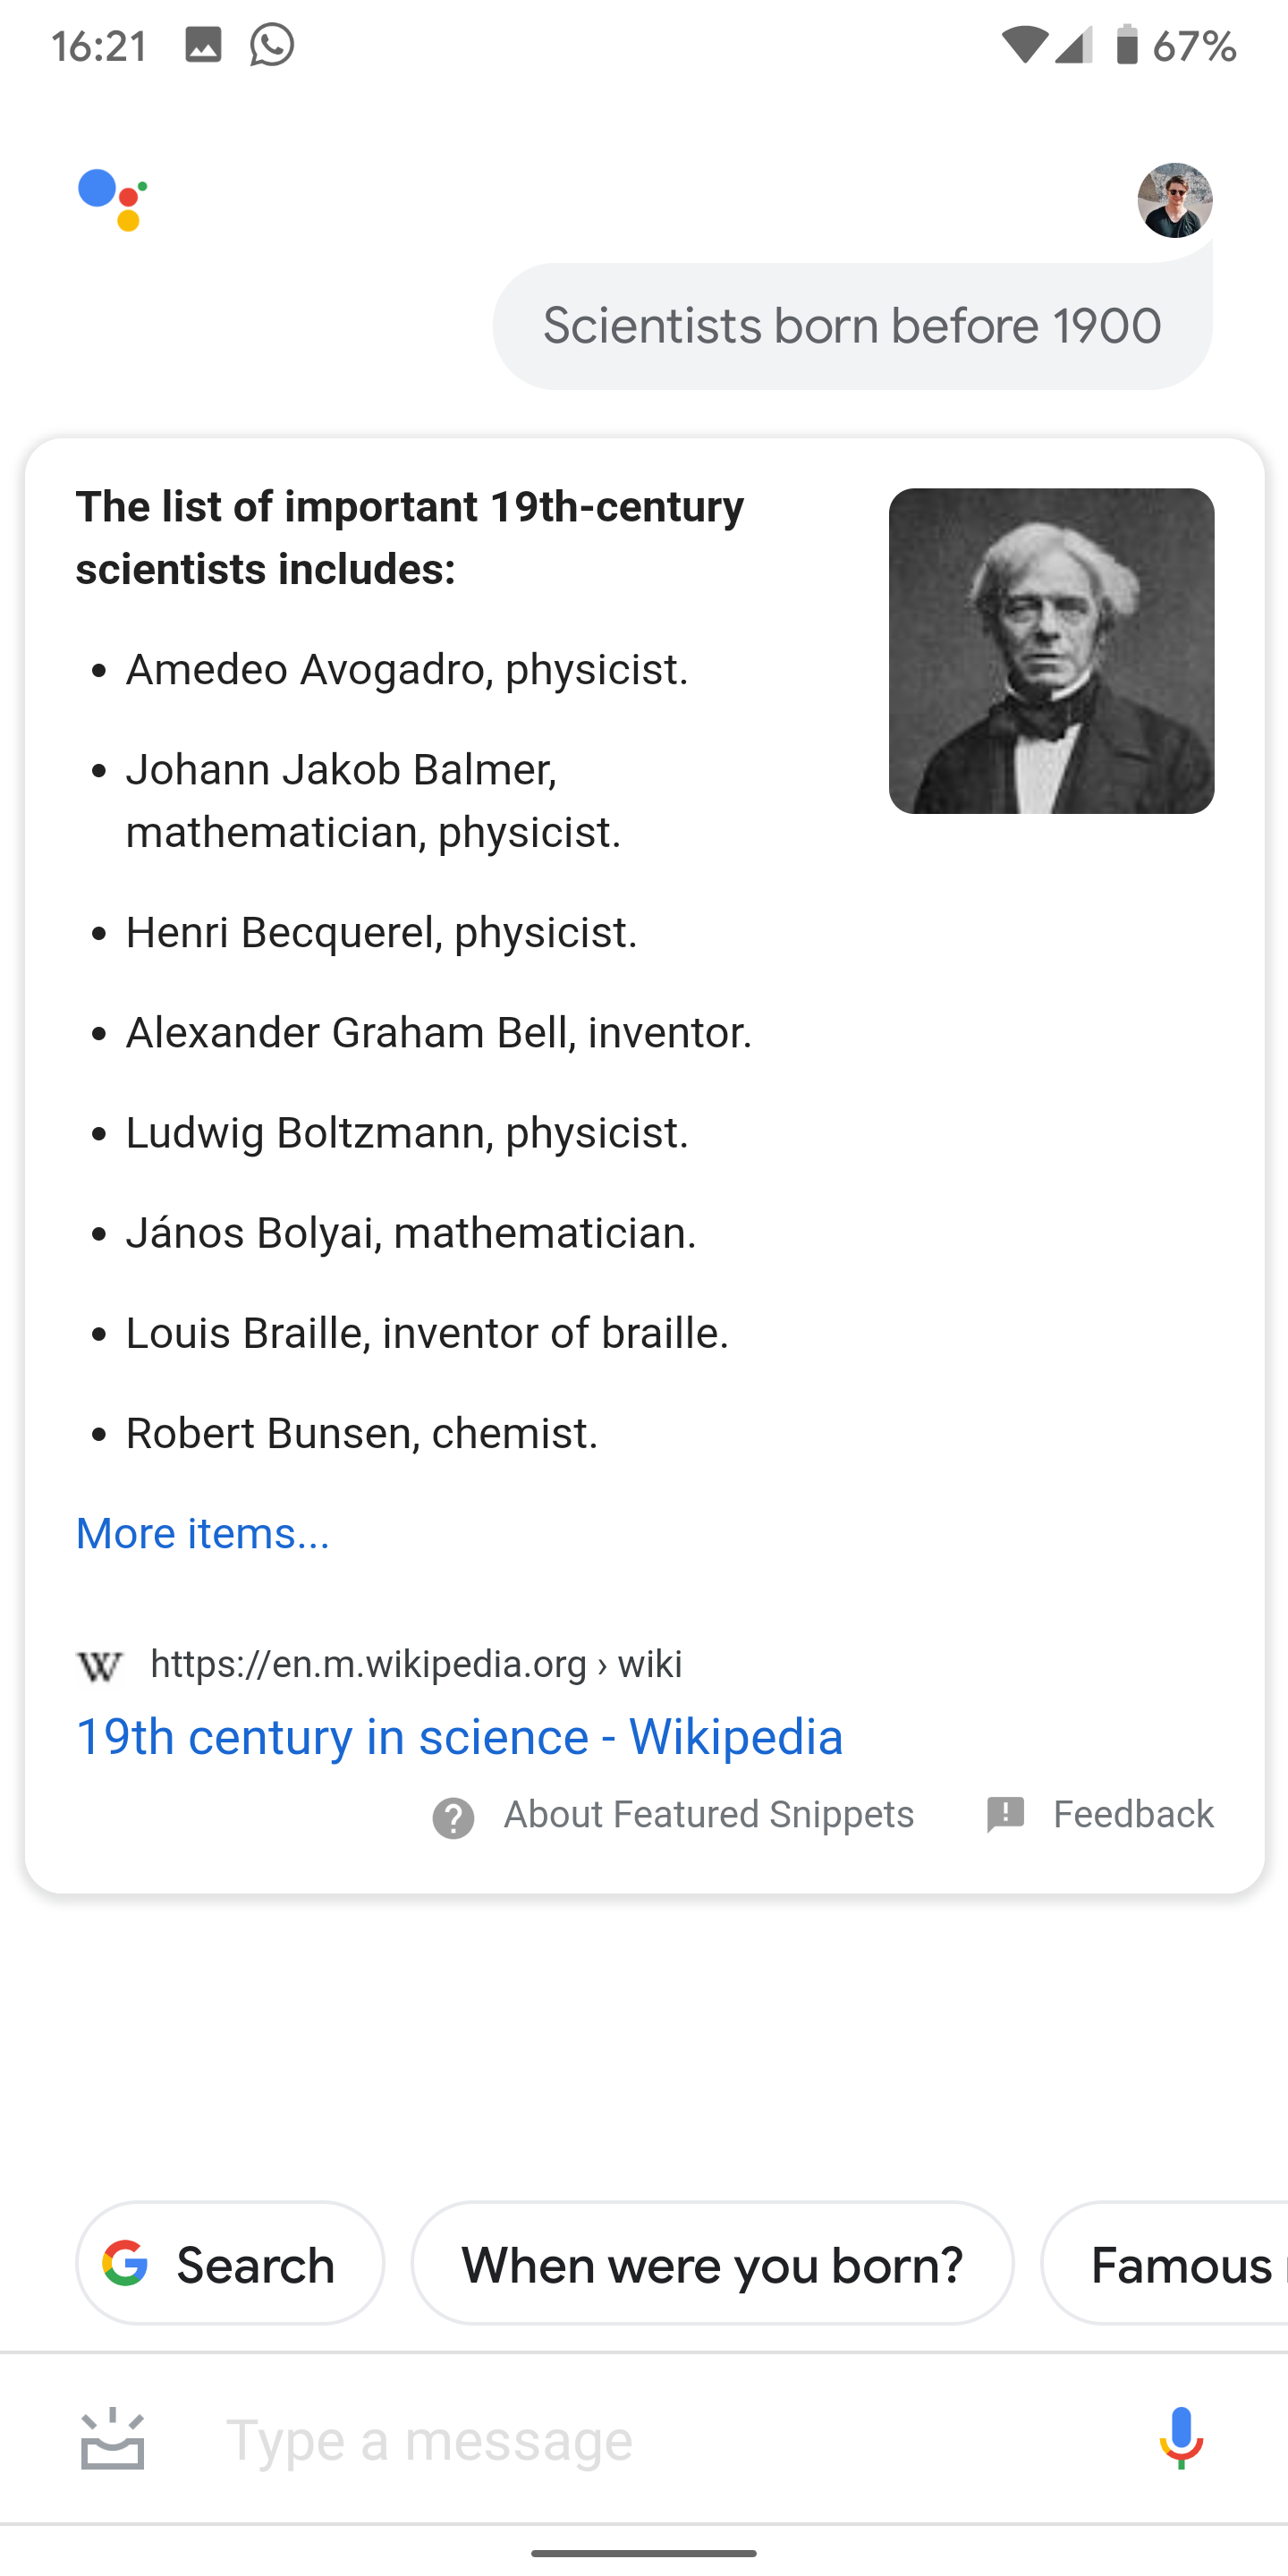 16:21
67%
Scientists born before 1900
The list of important 19th-century
scientists includes:
• Amedeo Avogadro, physicist.
• Johann Jakob Balmer,
mathematician, physicist.
• Henri Becquerel, physicist.
• Alexander Graham Bell, inventor.
• Ludwig Boltzmann, physicist.
• János Bolyai, mathematician.
• Louis Braille, inventor of braille.
• Robert Bunsen, chemist.
More items...
W https://en.m.wikipedia.org › wiki
19th century in science - Wikipedia
About Featured Snippets Feedback
Search When were you born? Famous
Type a message